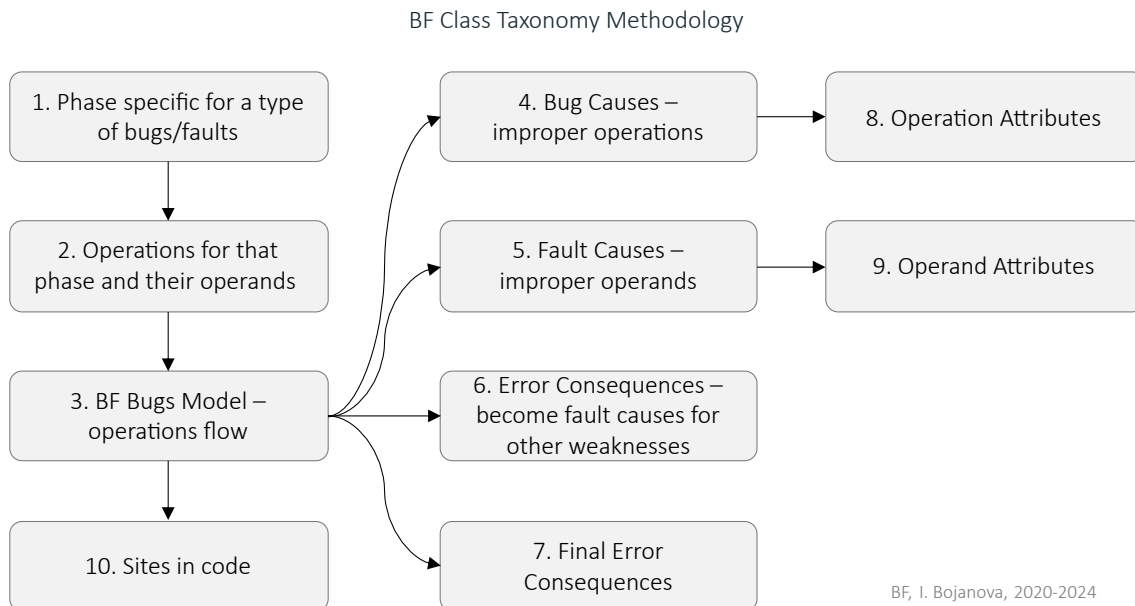 BF Class Taxonomy Methodology
1. Phase specific for a type
of bugs/faults
2. Operations for that
phase and their operands
3. BF Bugs Model –
operations flow
10. Sites in code
4. Bug Causes –
improper operations
5. Fault Causes –
improper operands
6. Error Consequences –
become fault causes for
other weaknesses
7. Final Error
Consequences
8. Operation Attributes
9. Operand Attributes
BF, I. Bojanova, 2020-2024